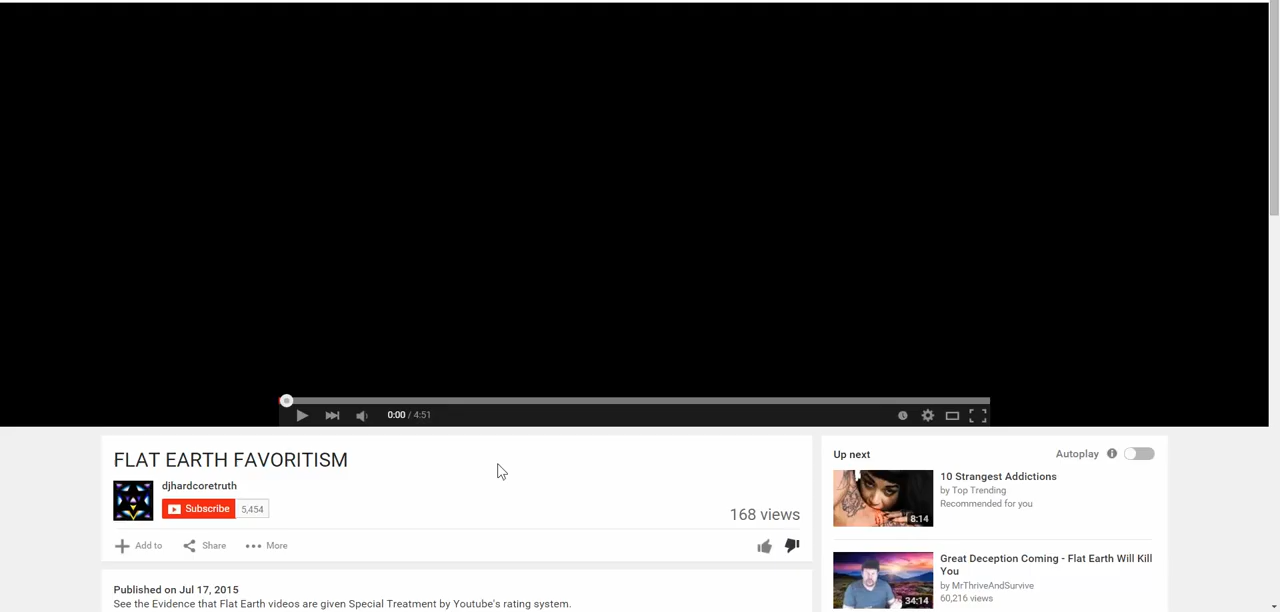 0:00 / 4:51
FLAT EARTH FAVORITISM
djhardcoretruth
Subscribe 5,454
168 views
Add to Share More
Published on Jul 17, 2015
See the Evidence that Flat Earth videos are given Special Treatment by Youtube's rating system.
Up next Autoplay
8:14
10 Strangest Addictions
by Top Trending
Recommended for you
34:14
Great Deception Coming - Flat Earth Will Kill
You
by MrThriveAndSurvive
60,216 views